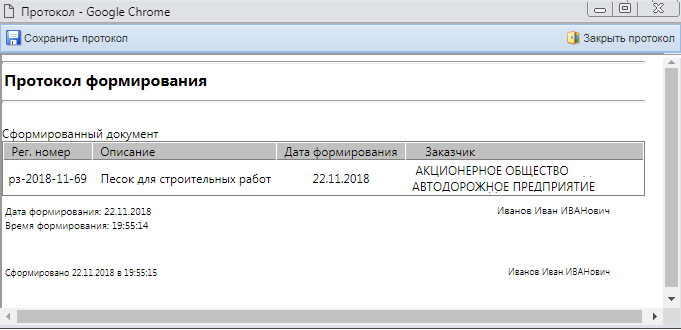 Протокол - Google Chrome
Сохранить протокол Закрыть протокол
Протокол формирования
Сформированный документ
Рег. номер Описание Дата формирования Заказчик
рз-2018-11-69 Песок для строительных работ 22.11.2018 АКЦИОНЕРНОЕ ОБЩЕСТВО
АВТОДОРОЖНОЕ ПРЕДПРИЯТИЕ
Дата формирования: 22.11.2018 Иванов Иван ИВАНович
Время формирования: 19:55:14
Сформировано 22.11.2018 в 19:55:15 Иванов Иван ИВАНович